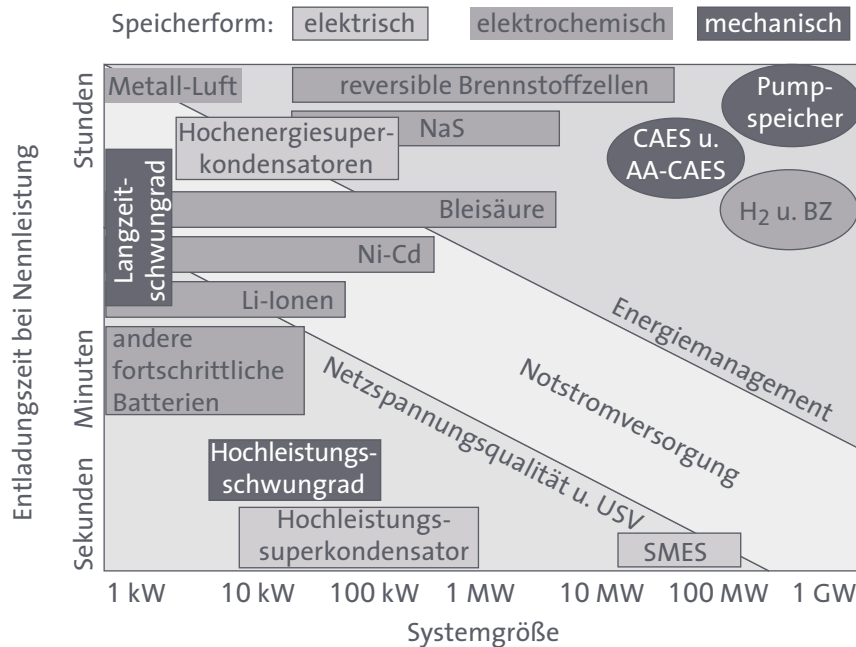 Speicherform: elektrisch elektrochemisch mechanisch
Entladungszeit bei Nennleistung
Stunden
Minuten
Sekunden
Metall-Luft
reversible Brennstoffzellen
Pump-
speicher
NaS
Hochenergiesuper-
kondensatoren
CAES u.
AA-CAES
Langzeit-
schwungrad
Bleisäure
H₂ u. BZ
Ni-Cd
Li-Ionen
andere
fortschrittliche
Batterien
Energiemanagement
Notstromversorgung
Netzspannungsqualität u. USV
Hochleistungs-
schwungrad
Hochleistungs-
superkondensator
SMES
1 kW 10 kW 100 kW 1 MW 10 MW 100 MW 1 GW
Systemgröße